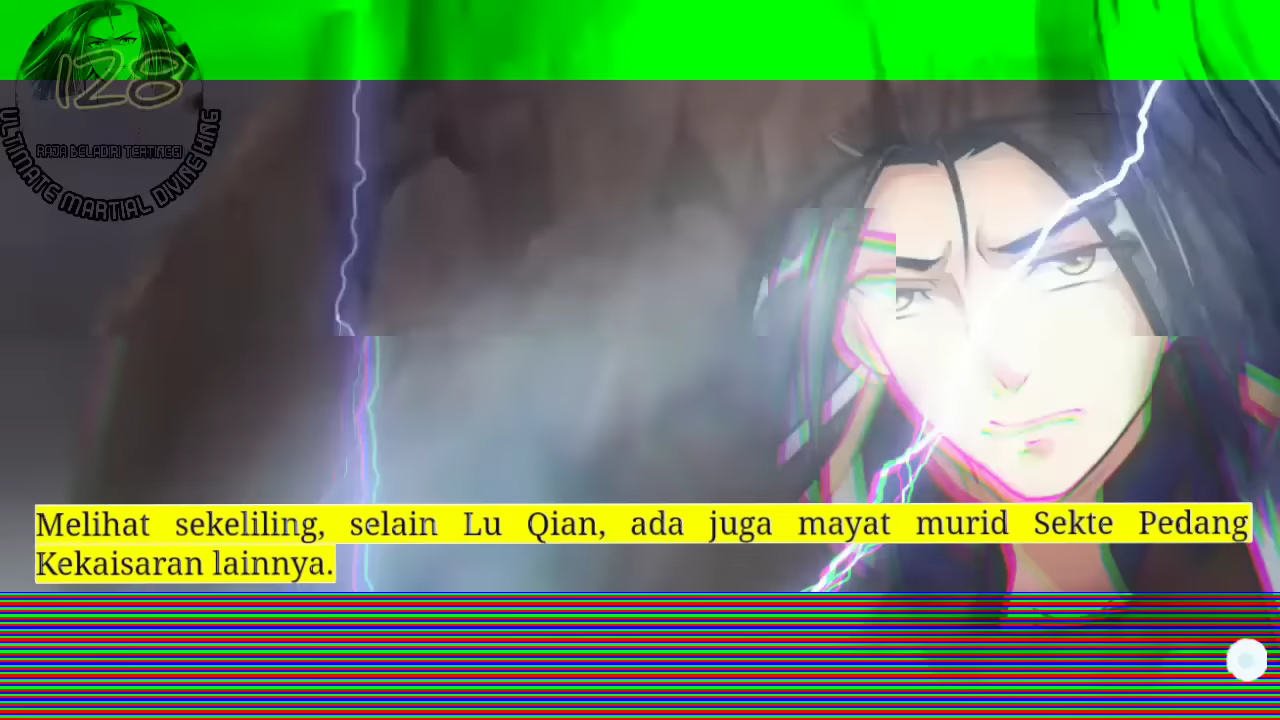 128
RAJA BELADIRI TERTINGGI
ULTIMATE MARTIAL DIVINE KING
Melihat sekeliling, selain Lu Qian, ada juga mayat murid Sekte Pedang
Kekaisaran lainnya.